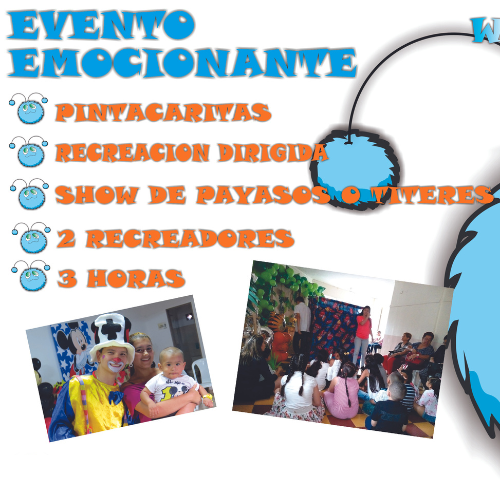 EVENTO
EMOCIONANTE
PINTACARITAS
RECREACION DIRIGIDA
SHOW DE PAYASOS O TITERES
2 RECREADORES
3 HORAS